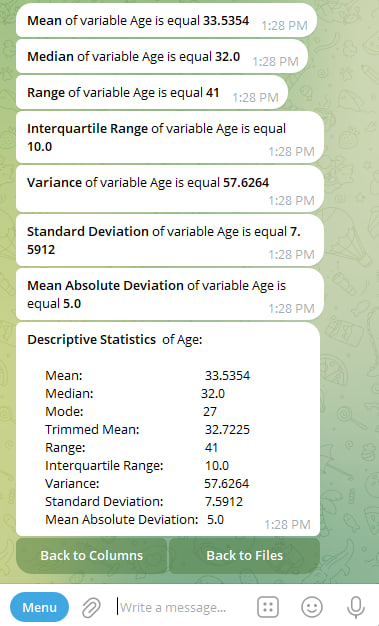 Mean of variable Age is equal 33.5354 1:28 PM
Median of variable Age is equal 32.0 1:28 PM
Range of variable Age is equal 41 1:28 PM
Interquartile Range of variable Age is equal
10.0 1:28 PM
Variance of variable Age is equal 57.6264
1:28 PM
Standard Deviation of variable Age is equal 7.
5912 1:28 PM
Mean Absolute Deviation of variable Age is
equal 5.0 1:28 PM
Descriptive Statistics of Age:
Mean: 33.5354
Median: 32.0
Mode: 27
Trimmed Mean: 32.7225
Range: 41
Interquartile Range: 10.0
Variance: 57.6264
Standard Deviation: 7.5912
Mean Absolute Deviation: 5.0 1:28 PM
Back to Columns Back to Files
Menu Write a message...